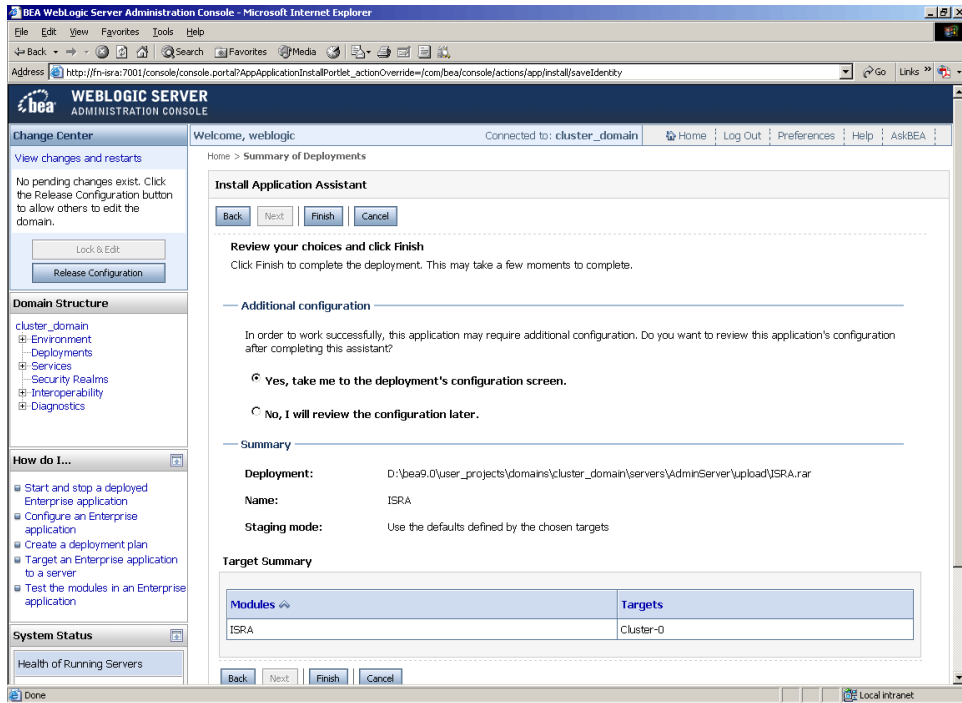 BEA WebLogic Server Administration Console - Microsoft Internet Explorer
File Edit View Favorites Tools Help
Back Search Favorites Media
Address http://fn-isra:7001/console/console.portal?AppApplicationInstallPortlet_actionOverride=/com/bea/console/actions/app/install/saveIdentity Go Links »
bea WEBLOGIC SERVER
ADMINISTRATION CONSOLE
Change Center
View changes and restarts
No pending changes exist. Click
the Release Configuration button
to allow others to edit the
domain.
Lock & Edit
Release Configuration
Domain Structure
cluster_domain
Environment
Deployments
Services
Security Realms
Interoperability
Diagnostics
How do I...
Start and stop a deployed
Enterprise application
Configure an Enterprise
application
Create a deployment plan
Target an Enterprise application
to a server
Test the modules in an Enterprise
application
System Status
Health of Running Servers
Welcome, weblogic Connected to: cluster_domain Home Log Out Preferences Help AskBEA
Home > Summary of Deployments
Install Application Assistant
Back Next Finish Cancel
Review your choices and click Finish
Click Finish to complete the deployment. This may take a few moments to complete.
Additional configuration
In order to work successfully, this application may require additional configuration. Do you want to review this application's configuration
after completing this assistant?
Yes, take me to the deployment's configuration screen.
No, I will review the configuration later.
Summary
Deployment: D:\bea9.0\user_projects\domains\cluster_domain\servers\AdminServer\upload\ISRA.rar
Name: ISRA
Staging mode: Use the defaults defined by the chosen targets
Target Summary
Modules Targets
ISRA Cluster-0
Back Next Finish Cancel
Done Local intranet